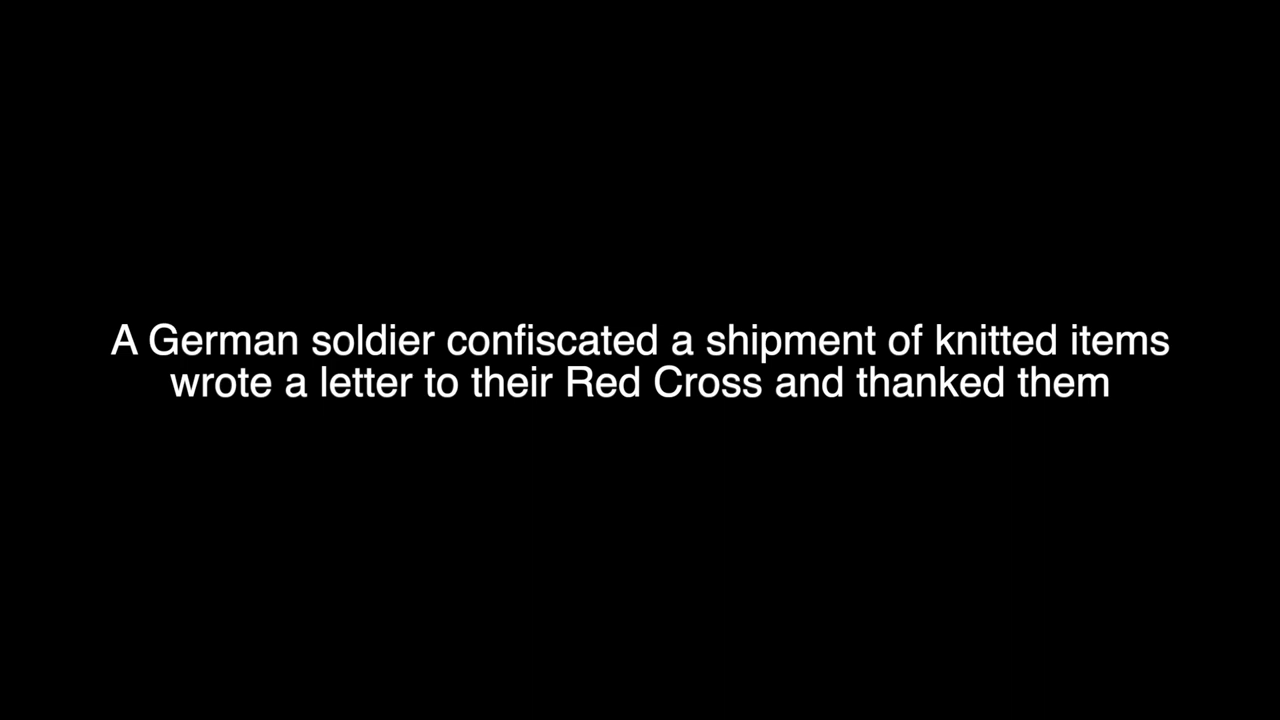 A German soldier confiscated a shipment of knitted items
wrote a letter to their Red Cross and thanked them